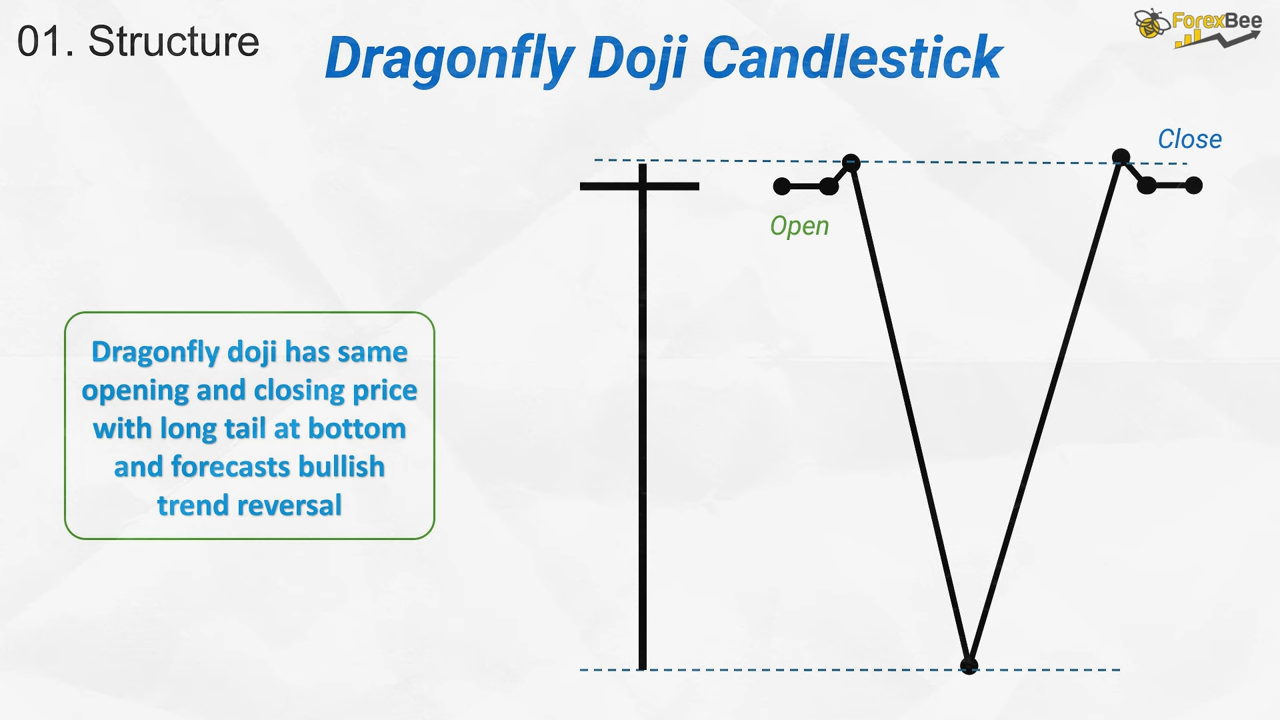 01. Structure
Dragonfly Doji Candlestick
ForexBee
Close
Open
Dragonfly doji has same
opening and closing price
with long tail at bottom
and forecasts bullish
trend reversal